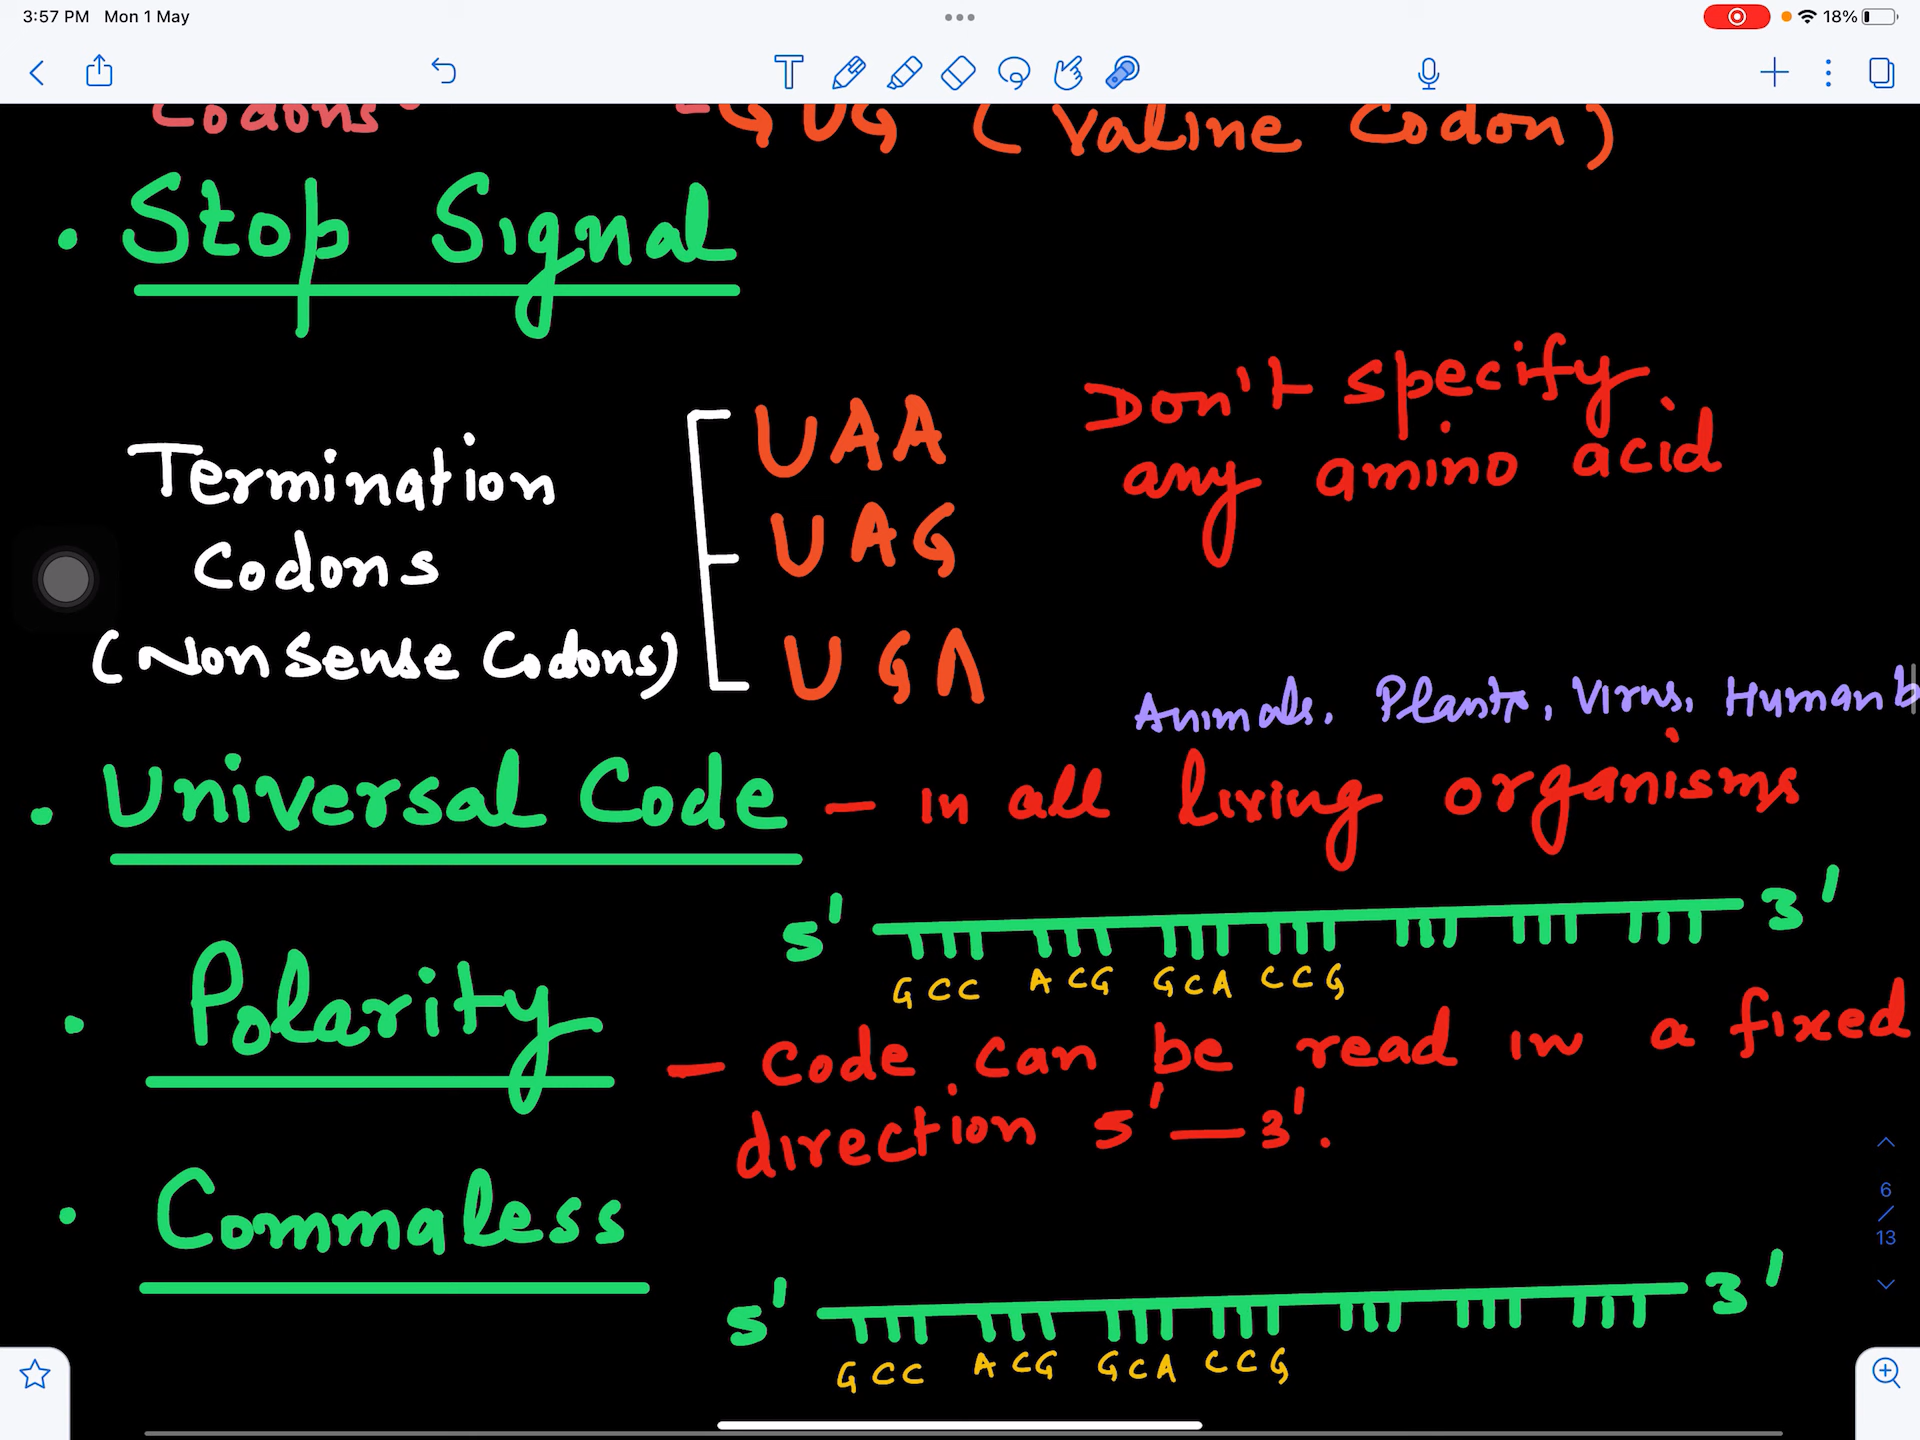 3:57 PM Mon 1 May
18%
Codons
GUG (Valine Codon)
. Stop Signal
Termination
Codons
(Non Sense Codons)
UAA
UAG
UGA
Don't specify
any amino acid
Animals, Plants, Virus, Human b
. Universal Code - In all living organisms
5' 3'
GCC ACG GCA CCG
. Polarity - Code can be read in a fixed
direction 5'-3'.
. Commaless
5' 3'
GCC ACG GCA CCG
6
/
13